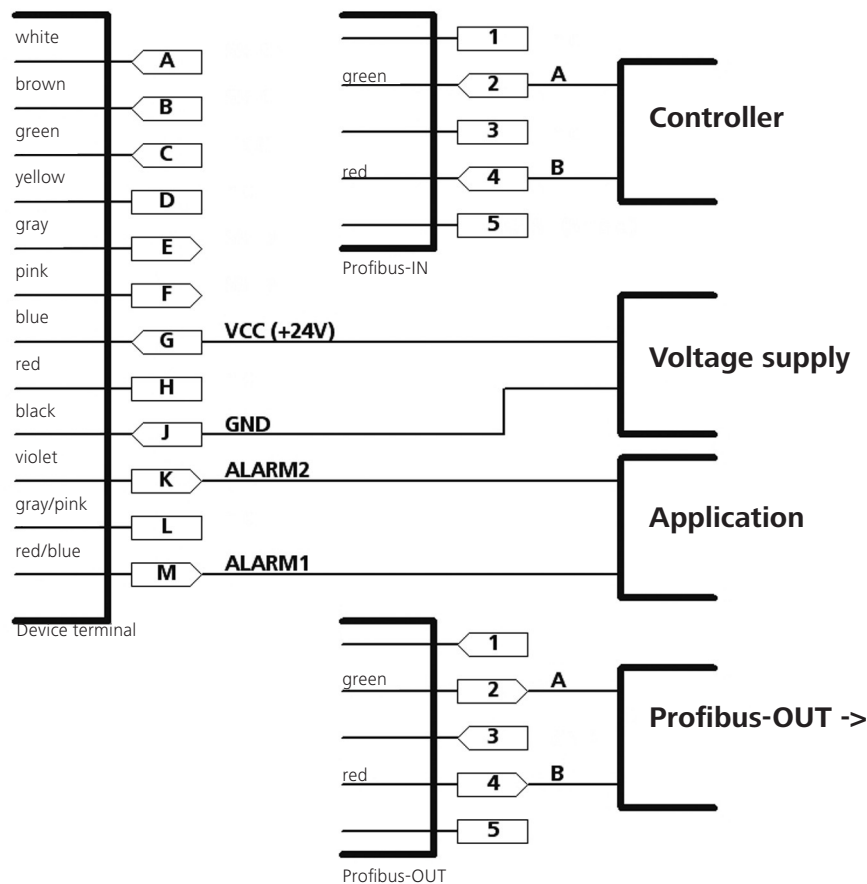 white
A
brown
B
green
C
yellow
D
gray
E
pink
F
blue
G VCC (+24V)
red
H
black
J GND
violet
K ALARM2
gray/pink
L
red/blue
M ALARM1
Device terminal
1
green 2 A
3
red 4 B
5
Profibus-IN
Controller
Voltage supply
Application
1
green 2 A
3
red 4 B
5
Profibus-OUT
Profibus-OUT ->